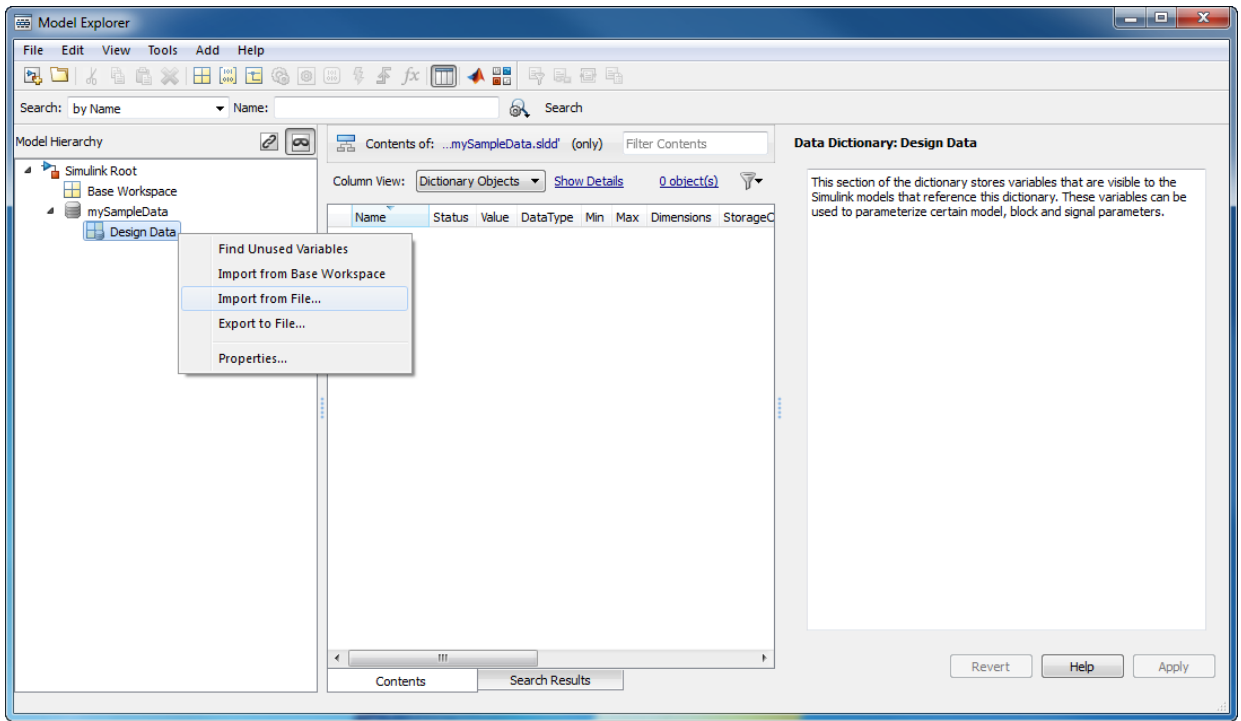 Model Explorer
File Edit View Tools Add Help
fx
Search: by Name Name: Search
Model Hierarchy
Simulink Root
Base Workspace
mySampleData
Design Data
Find Unused Variables
Import from Base Workspace
Import from File...
Export to File...
Properties...
Contents of: ...mySampleData.sldd' (only) Filter Contents
Column View: Dictionary Objects Show Details 0 object(s)
Name Status Value DataType Min Max Dimensions StorageC
Contents Search Results
Data Dictionary: Design Data
This section of the dictionary stores variables that are visible to the
Simulink models that reference this dictionary. These variables can be
used to parameterize certain model, block and signal parameters.
Revert Help Apply